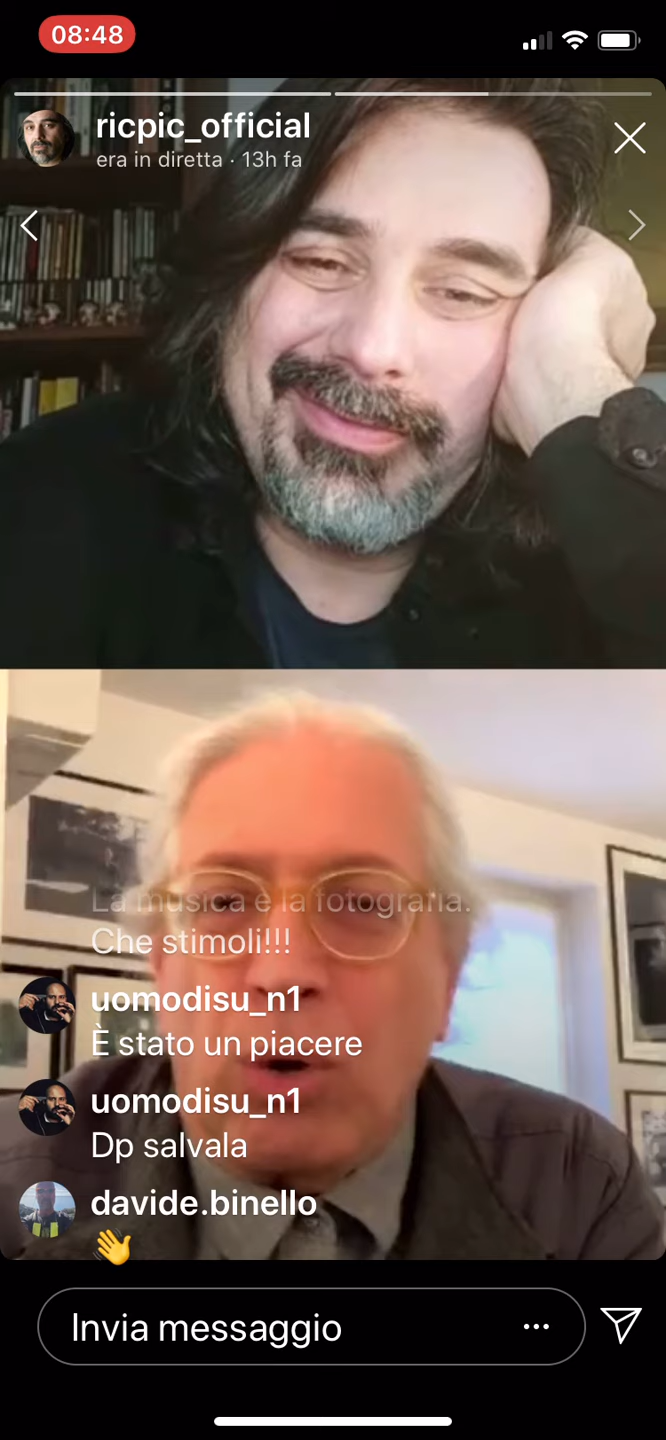 08:48
ricpic_official
era in diretta · 13h fa
La musica e la fotografia.
Che stimoli!!!
uomodisu_n1
È stato un piacere
uomodisu_n1
Dp salvala
davide.binello
👋
Invia messaggio